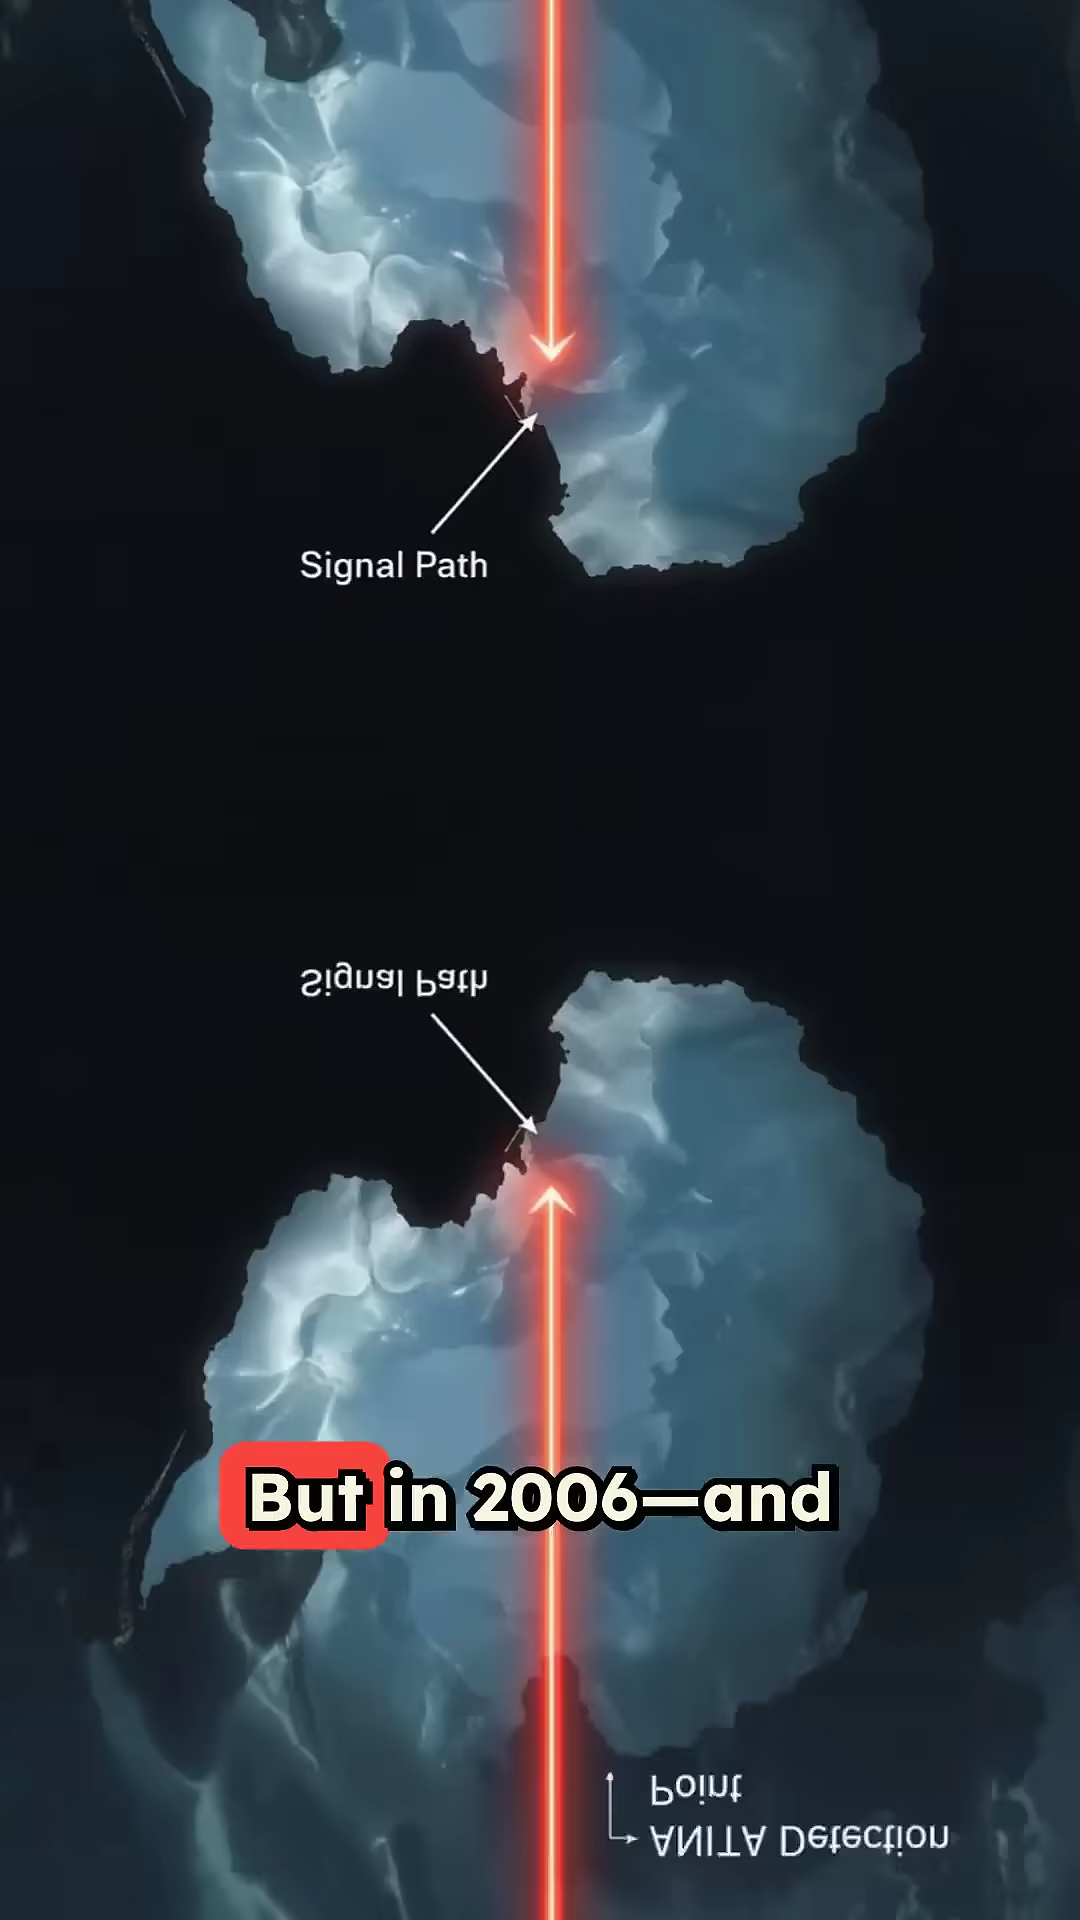 Signal Path
Signal Path
But in 2006—and
Point
ANITA Detection